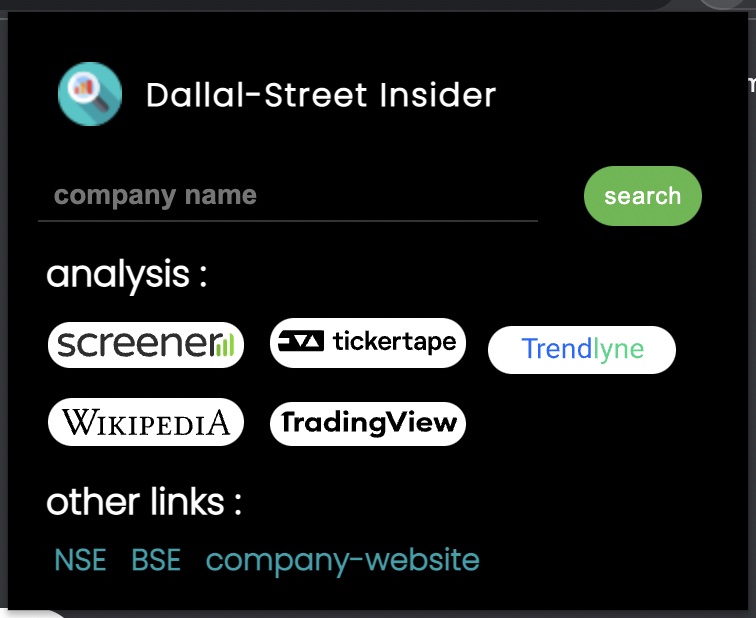 Dallal-Street Insider
company name search
analysis :
screener tickertape Trendlyne
WIKIPEDIA TradingView
other links :
NSE BSE company-website